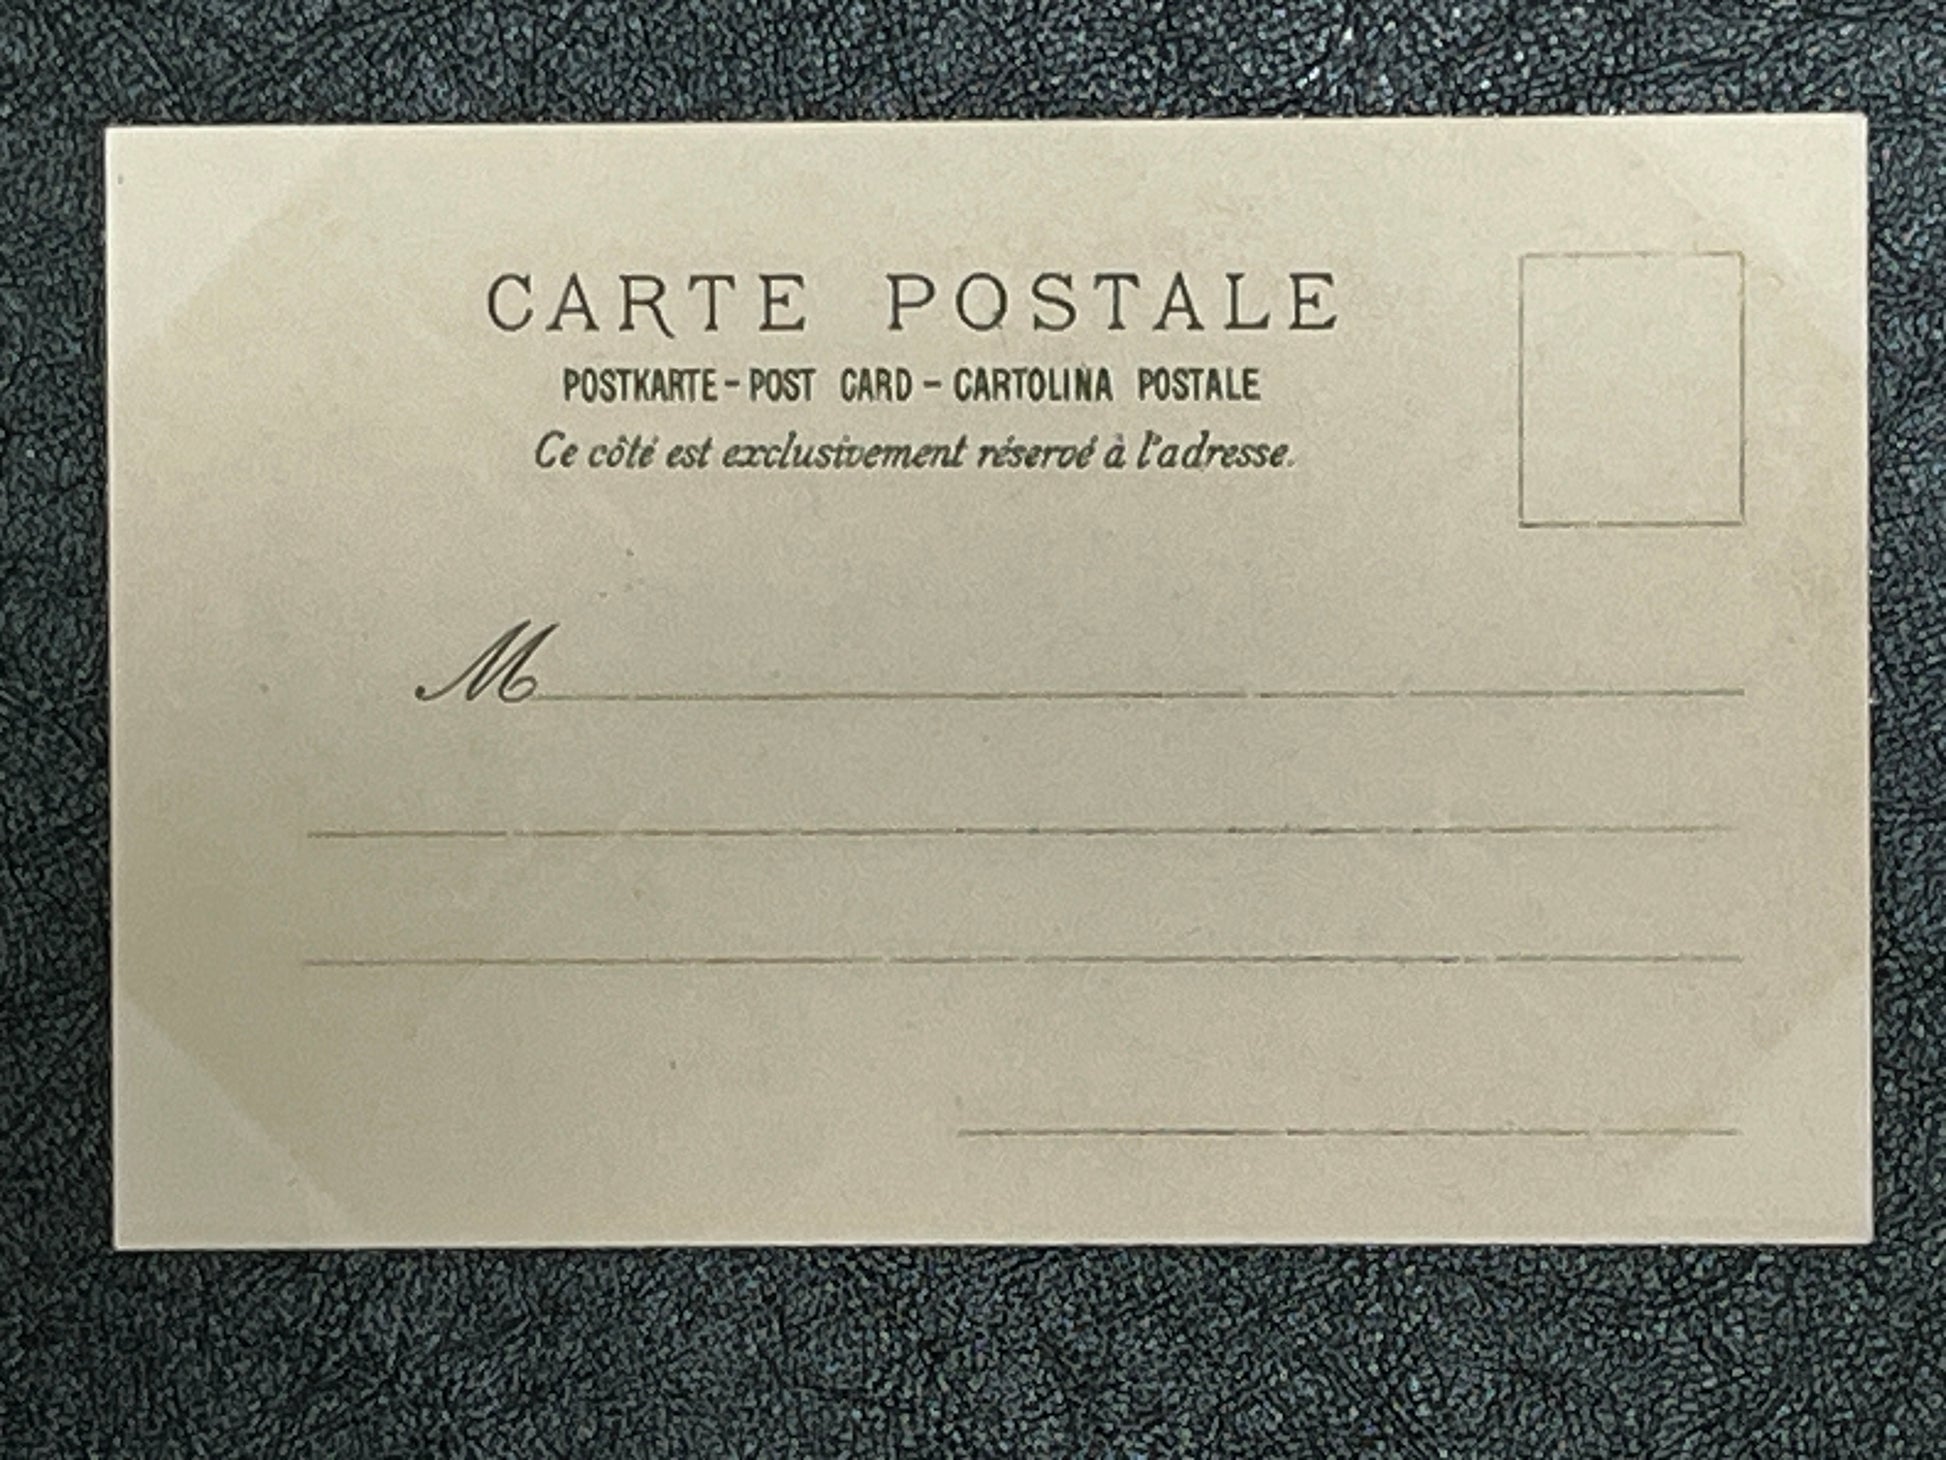 CARTE POSTALE
POSTKARTE - POST CARD - CARTOLINA POSTALE
Ce côté est exclusivement réservé à l'adresse.
M